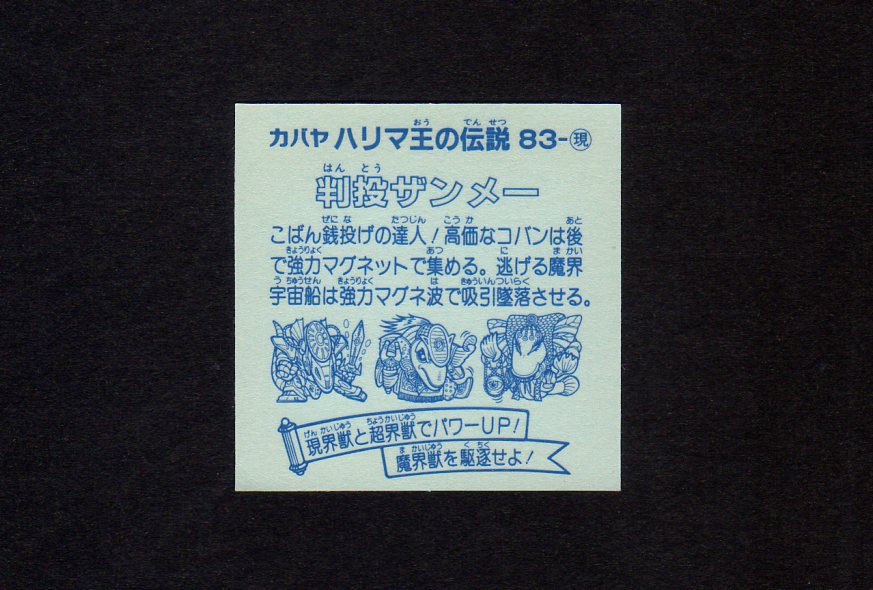 カバヤ ハリマ王の伝説 83-㊝
判投ザンメー
こばん銭投げの達人!高価なコバンは後
で強力マグネットで集める。逃げる魔界
宇宙船は強力マグネ波で吸引墜落させる。
現界獣と超界獣でパワーUP!
魔界獣を駆逐せよ!